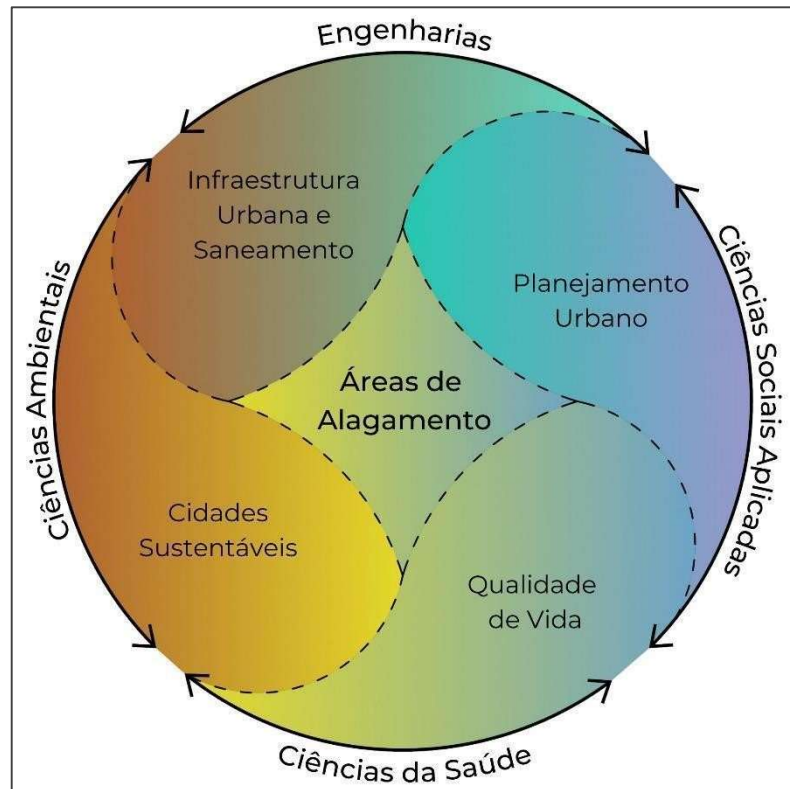 Engenharias
Infraestrutura
Urbana e
Saneamento
Planejamento
Urbano
Ciências Ambientais
Ciências Sociais Aplicadas
Áreas de
Alagamento
Cidades
Sustentáveis
Qualidade
de Vida
Ciências da Saúde